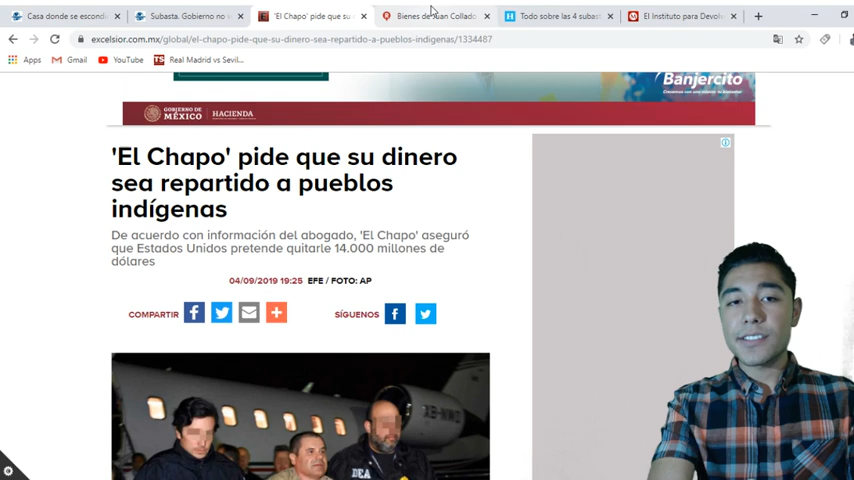 Casa donde se escondi
Subasta. Gobierno no v
'El Chapo' pide que su
Bienes de Juan Collado
Todo sobre las 4 subast
El Instituto para Devol
excelsior.com.mx/global/el-chapo-pide-que-su-dinero-sea-repartido-a-pueblos-indigenas/1334487
Apps
Gmail
YouTube
Real Madrid vs Sevil...
Banjercito
GOBIERNO DE
MÉXICO
HACIENDA
'El Chapo' pide que su dinero
sea repartido a pueblos
indígenas
De acuerdo con información del abogado, 'El Chapo' aseguró
que Estados Unidos pretende quitarle 14.000 millones de
dólares
04/09/2019 19:25 EFE / FOTO: AP
COMPARTIR
SÍGUENOS
DEA